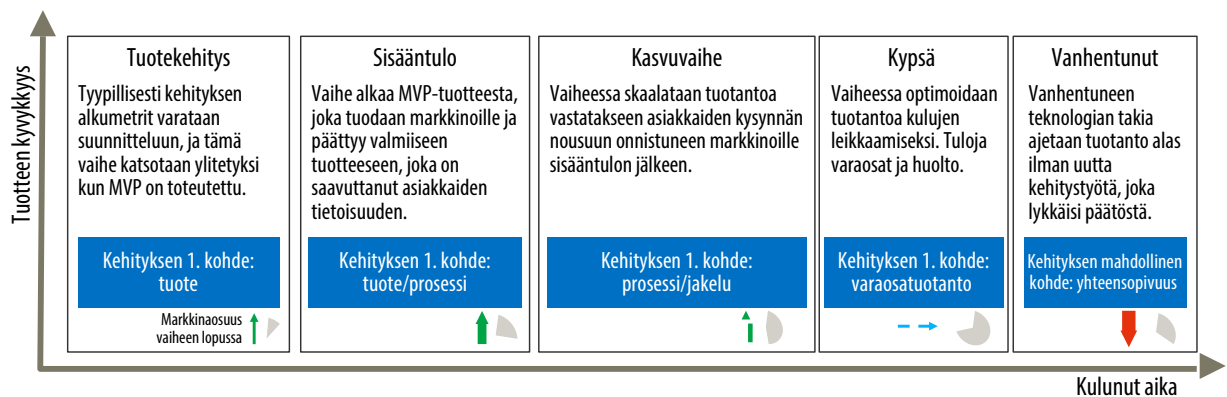 Tuotteen kyvykkyys
Tuotekehitys
Tyypillisesti kehityksen
alkumetrit varataan
suunnitteluun, ja tämä
vaihe katsotaan ylitetyksi
kun MVP on toteutettu.
Kehityksen 1. kohde:
tuote
Markkinaosuus
vaiheen lopussa
Sisääntulo
Vaihe alkaa MVP-tuotteesta,
joka tuodaan markkinoille ja
päättyy valmiiseen
tuotteeseen, joka on
saavuttanut asiakkaiden
tietoisuuden.
Kehityksen 1. kohde:
tuote/prosessi
Kasvuvaihe
Vaiheessa skaalataan tuotantoa
vastatakseen asiakkaiden kysynnän
nousuun onnistuneen markkinoille
sisääntulon jälkeen.
Kehityksen 1. kohde:
prosessi/jakelu
Kypsä
Vaiheessa optimoidaan
tuotantoa kulujen
leikkaamiseksi. Tuloja
varaosat ja huolto.
Kehityksen 1. kohde:
varaosatuotanto
Vanhentunut
Vanhentuneen
teknologian takia
ajetaan tuotanto alas
ilman uutta
kehitystyötä, joka
lykkäisi päätöstä.
Kehityksen mahdollinen
kohde: yhteensopivuus
Kulunut aika